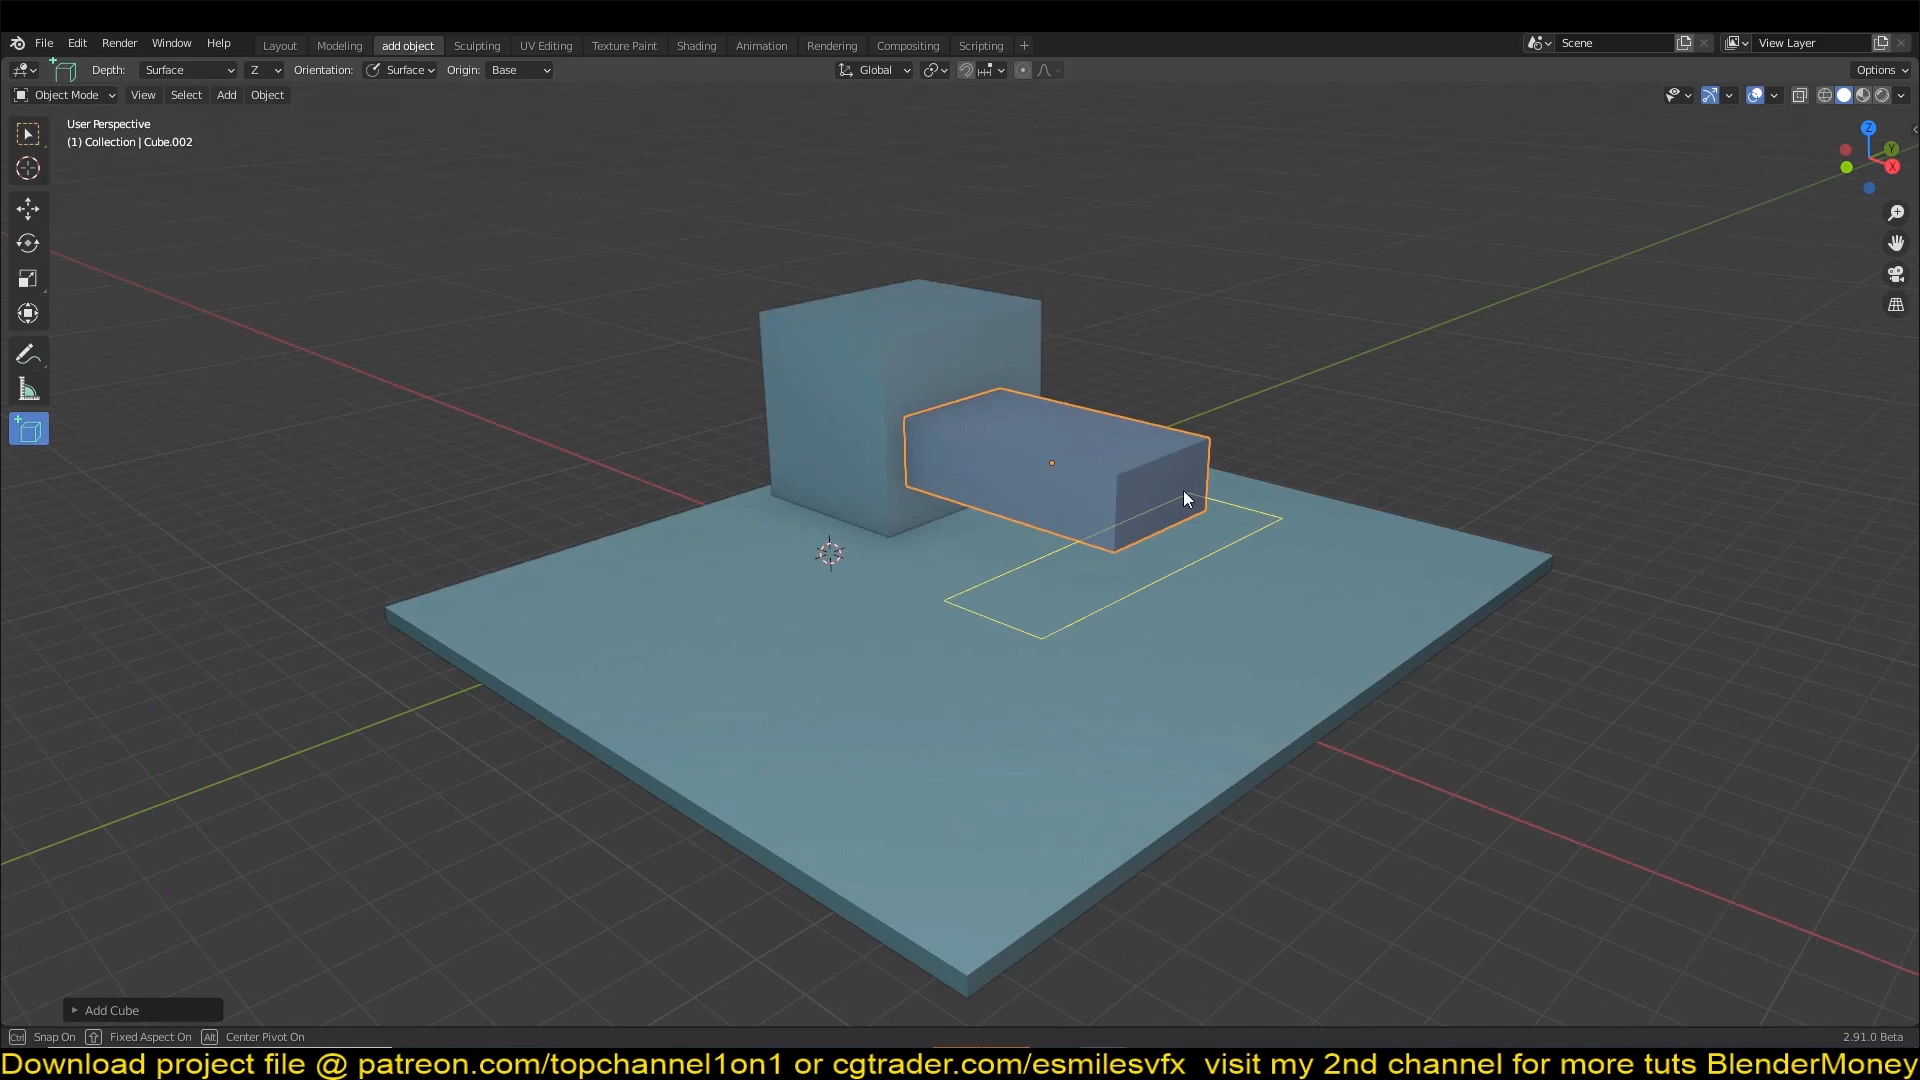 File Edit Render Window Help Layout Modeling add object Sculpting UV Editing Texture Paint Shading Animation Rendering Compositing Scripting + Scene View Layer
Depth: Surface Z Orientation: Surface Origin: Base Global Options
Object Mode View Select Add Object
User Perspective
(1) Collection | Cube.002
Z
Y
X
Add Cube
Ctrl Snap On Fixed Aspect On Alt Center Pivot On 2.91.0 Beta
Download project file @ patreon.com/topchannel1on1 or cgtrader.com/esmilesvfx visit my 2nd channel for more tuts BlenderMoney